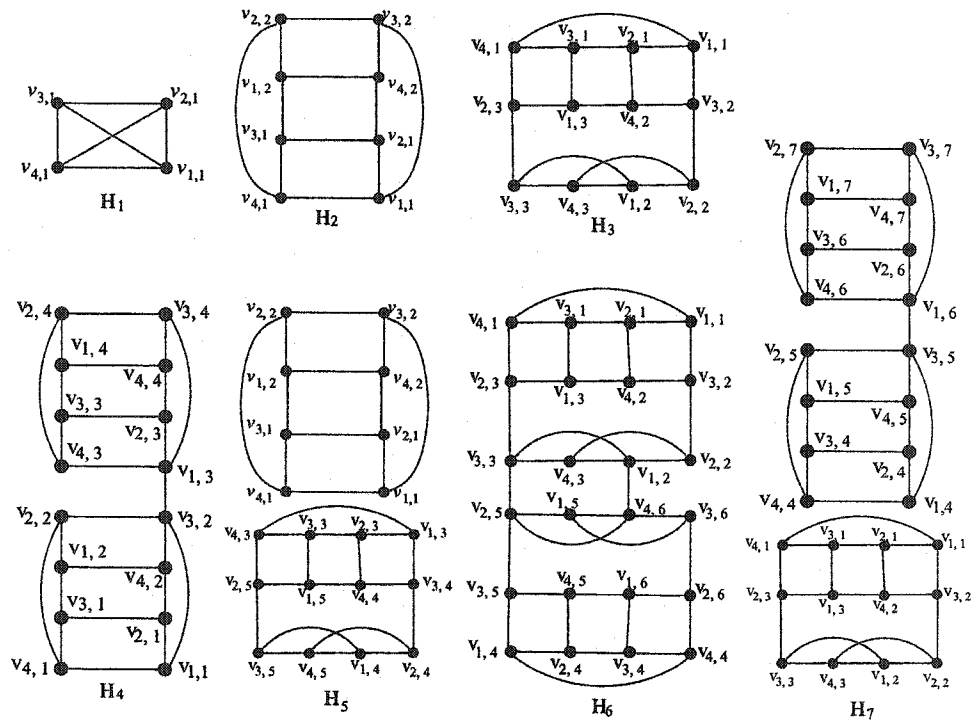 v3,1 v2,1
v4,1 v1,1
H1
v2,2 v3,2
v1,2 v4,2
v3,1 v2,1
v4,1 v1,1
H2
v4,1 v3,1 v2,1 v1,1
v2,3 v1,3 v4,2 v3,2
v3,3 v4,3 v1,2 v2,2
H3
v2,4 v3,4
v1,4 v4,4
v3,3 v2,3
v4,3 v1,3
v2,2 v3,2
v1,2 v4,2
v3,1 v2,1
v4,1 v1,1
H4
v2,2 v3,2
v1,2 v4,2
v3,1 v2,1
v4,1 v1,1
v4,3 v3,3 v2,3 v1,3
v2,5 v1,5 v4,4 v3,4
v3,5 v4,5 v1,4 v2,4
H5
v4,1 v3,1 v2,1 v1,1
v2,3 v1,3 v4,2 v3,2
v3,3 v4,3 v1,2 v2,2
v2,5 v1,5 v4,6 v3,6
v3,5 v4,5 v1,6 v2,6
v1,4 v2,4 v3,4 v4,4
H6
v2,7 v3,7
v1,7 v4,7
v3,6 v2,6
v4,6 v1,6
v2,5 v3,5
v1,5 v4,5
v3,4 v2,4
v4,4 v1,4
v4,1 v3,1 v2,1 v1,1
v2,3 v1,3 v4,2 v3,2
v3,3 v4,3 v1,2 v2,2
H7